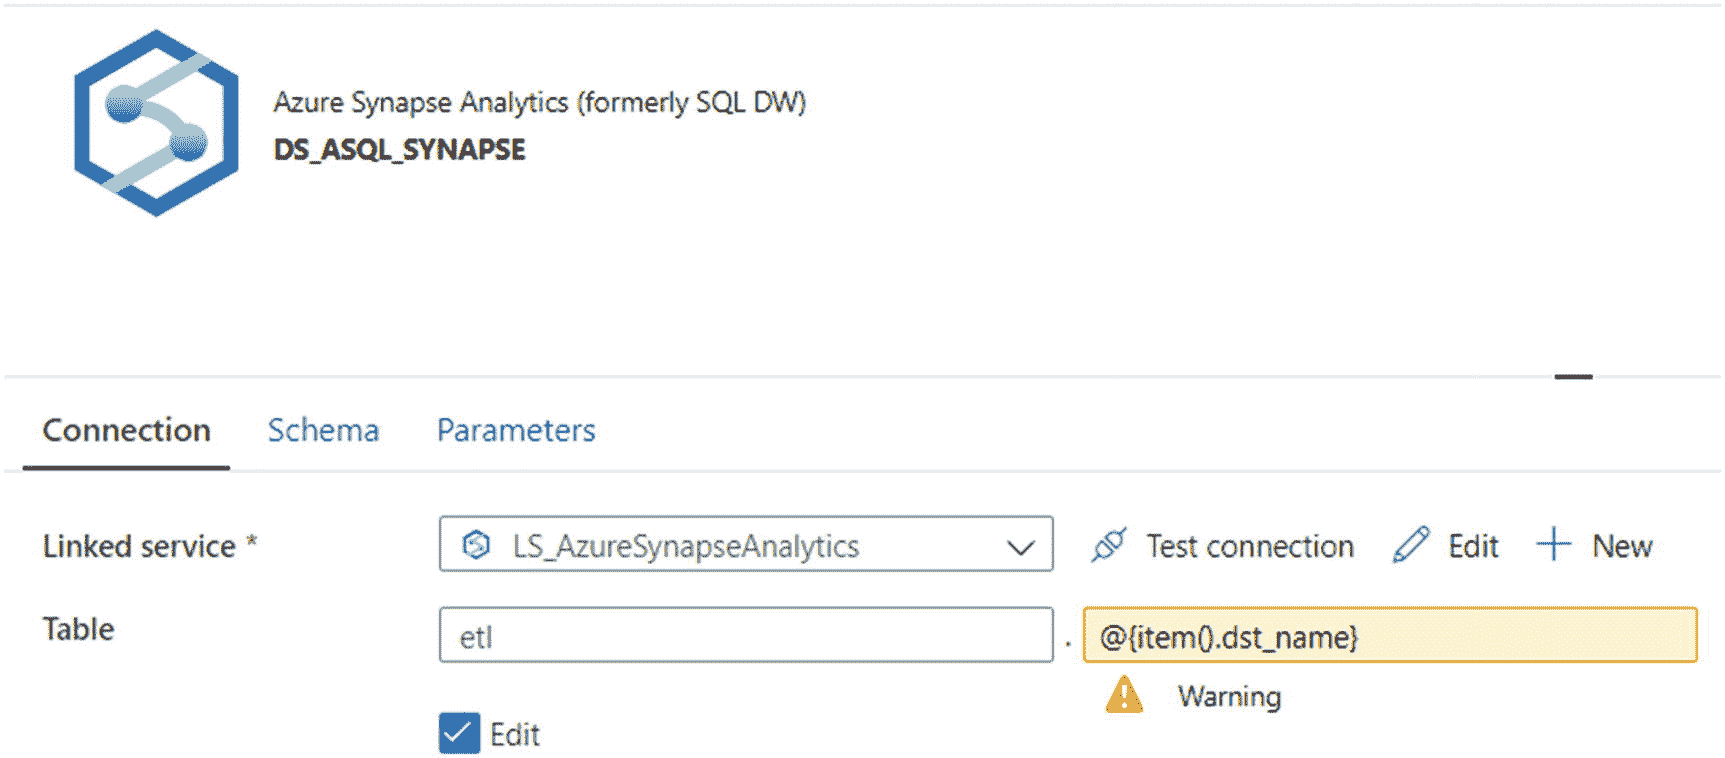 Azure Synapse Analytics (formerly SQL DW)
DS_ASQL_SYNAPSE
Connection Schema Parameters
Linked service * LS_AzureSynapseAnalytics Test connection Edit New
Table etl . @{item().dst_name}
Warning
Edit